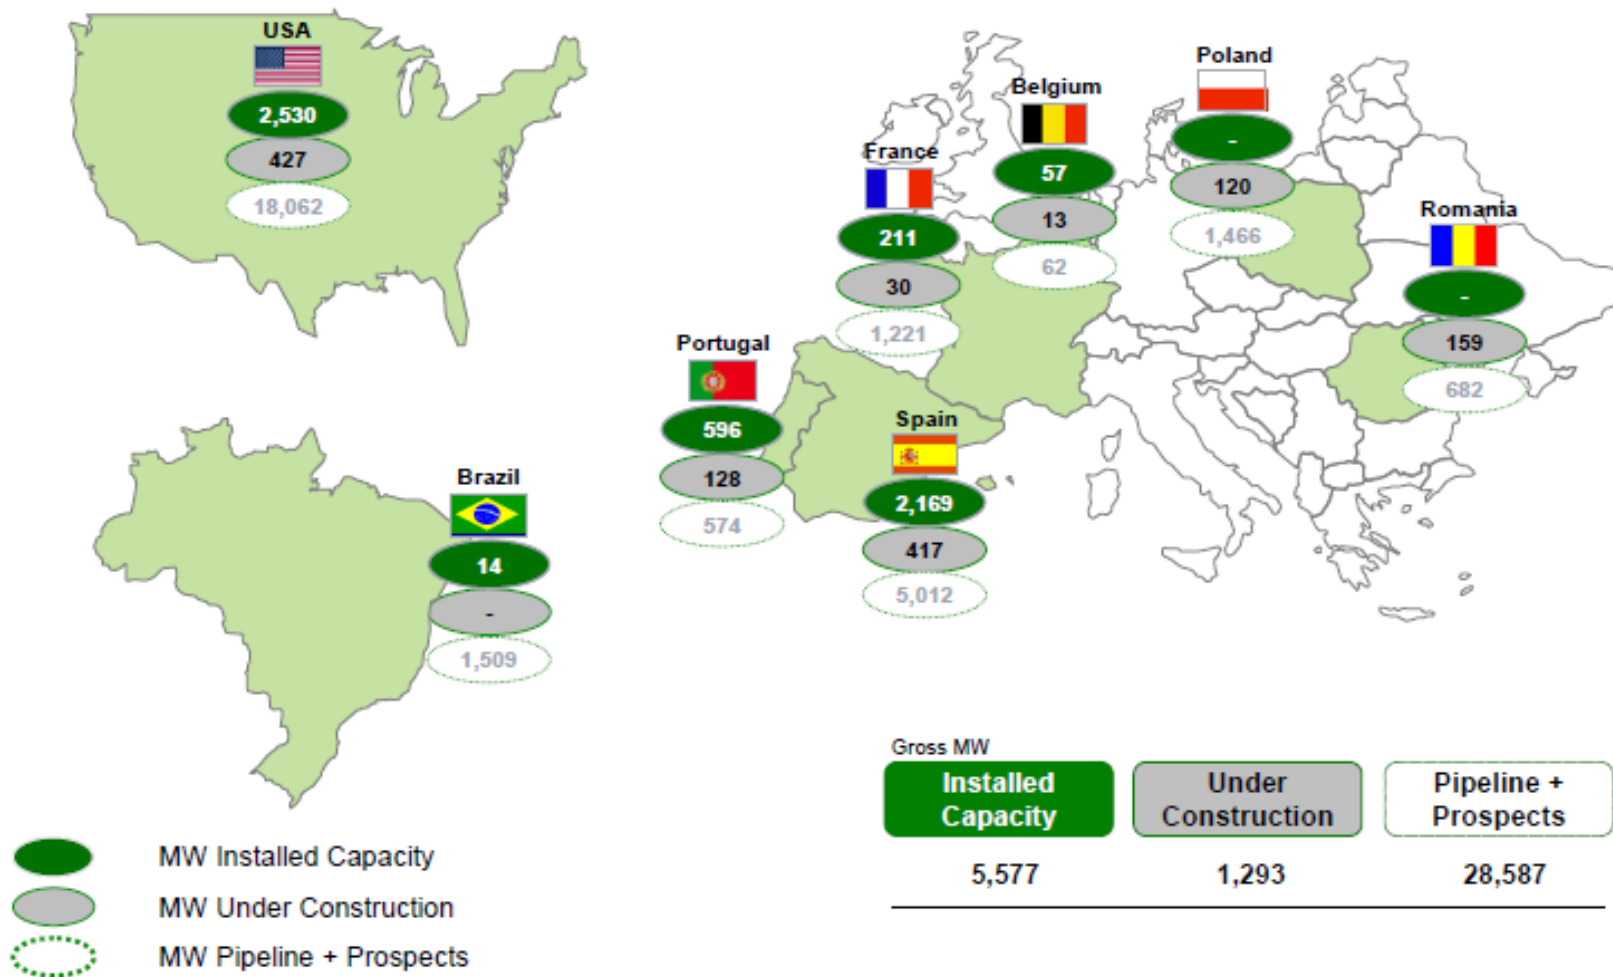 USA
2,530
427
18,062
Brazil
14
-
1,509
Portugal
596
128
574
Spain
2,169
417
5,012
France
211
30
1,221
Belgium
57
13
62
Poland
-
120
1,466
Romania
-
159
682
MW Installed Capacity
MW Under Construction
MW Pipeline + Prospects
Gross MW
Installed
Capacity
Under
Construction
Pipeline +
Prospects
5,577
1,293
28,587